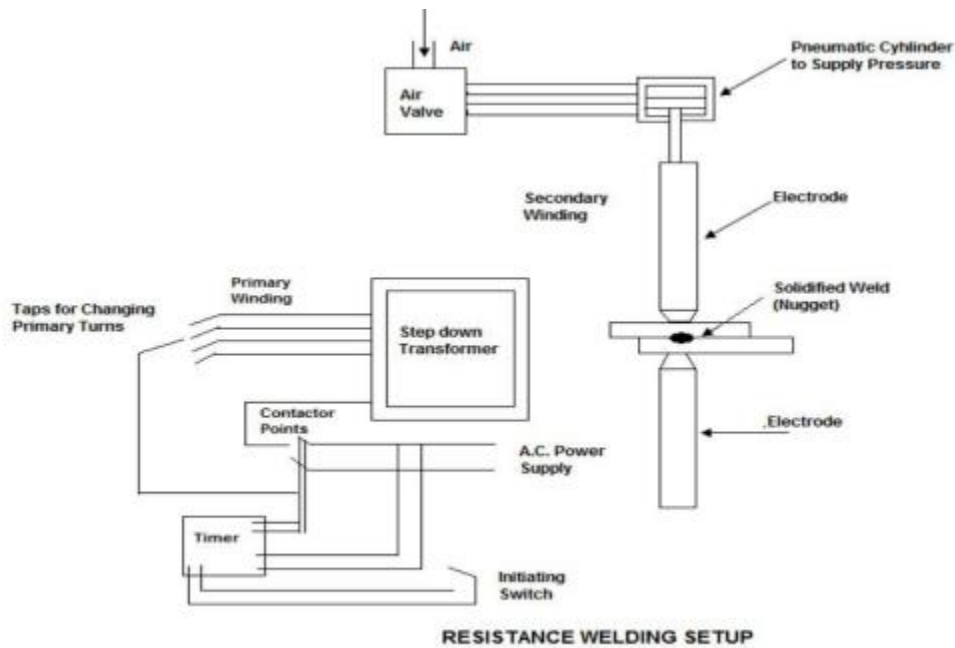 Air
Pneumatic Cyhlinder
to Supply Pressure
Air
Valve
Secondary
Winding
Electrode
Primary
Winding
Taps for Changing
Primary Turns
Solidified Weld
(Nugget)
Step down
Transformer
Contactor
Points
.Electrode
A.C. Power
Supply
Timer
Initiating
Switch
RESISTANCE WELDING SETUP